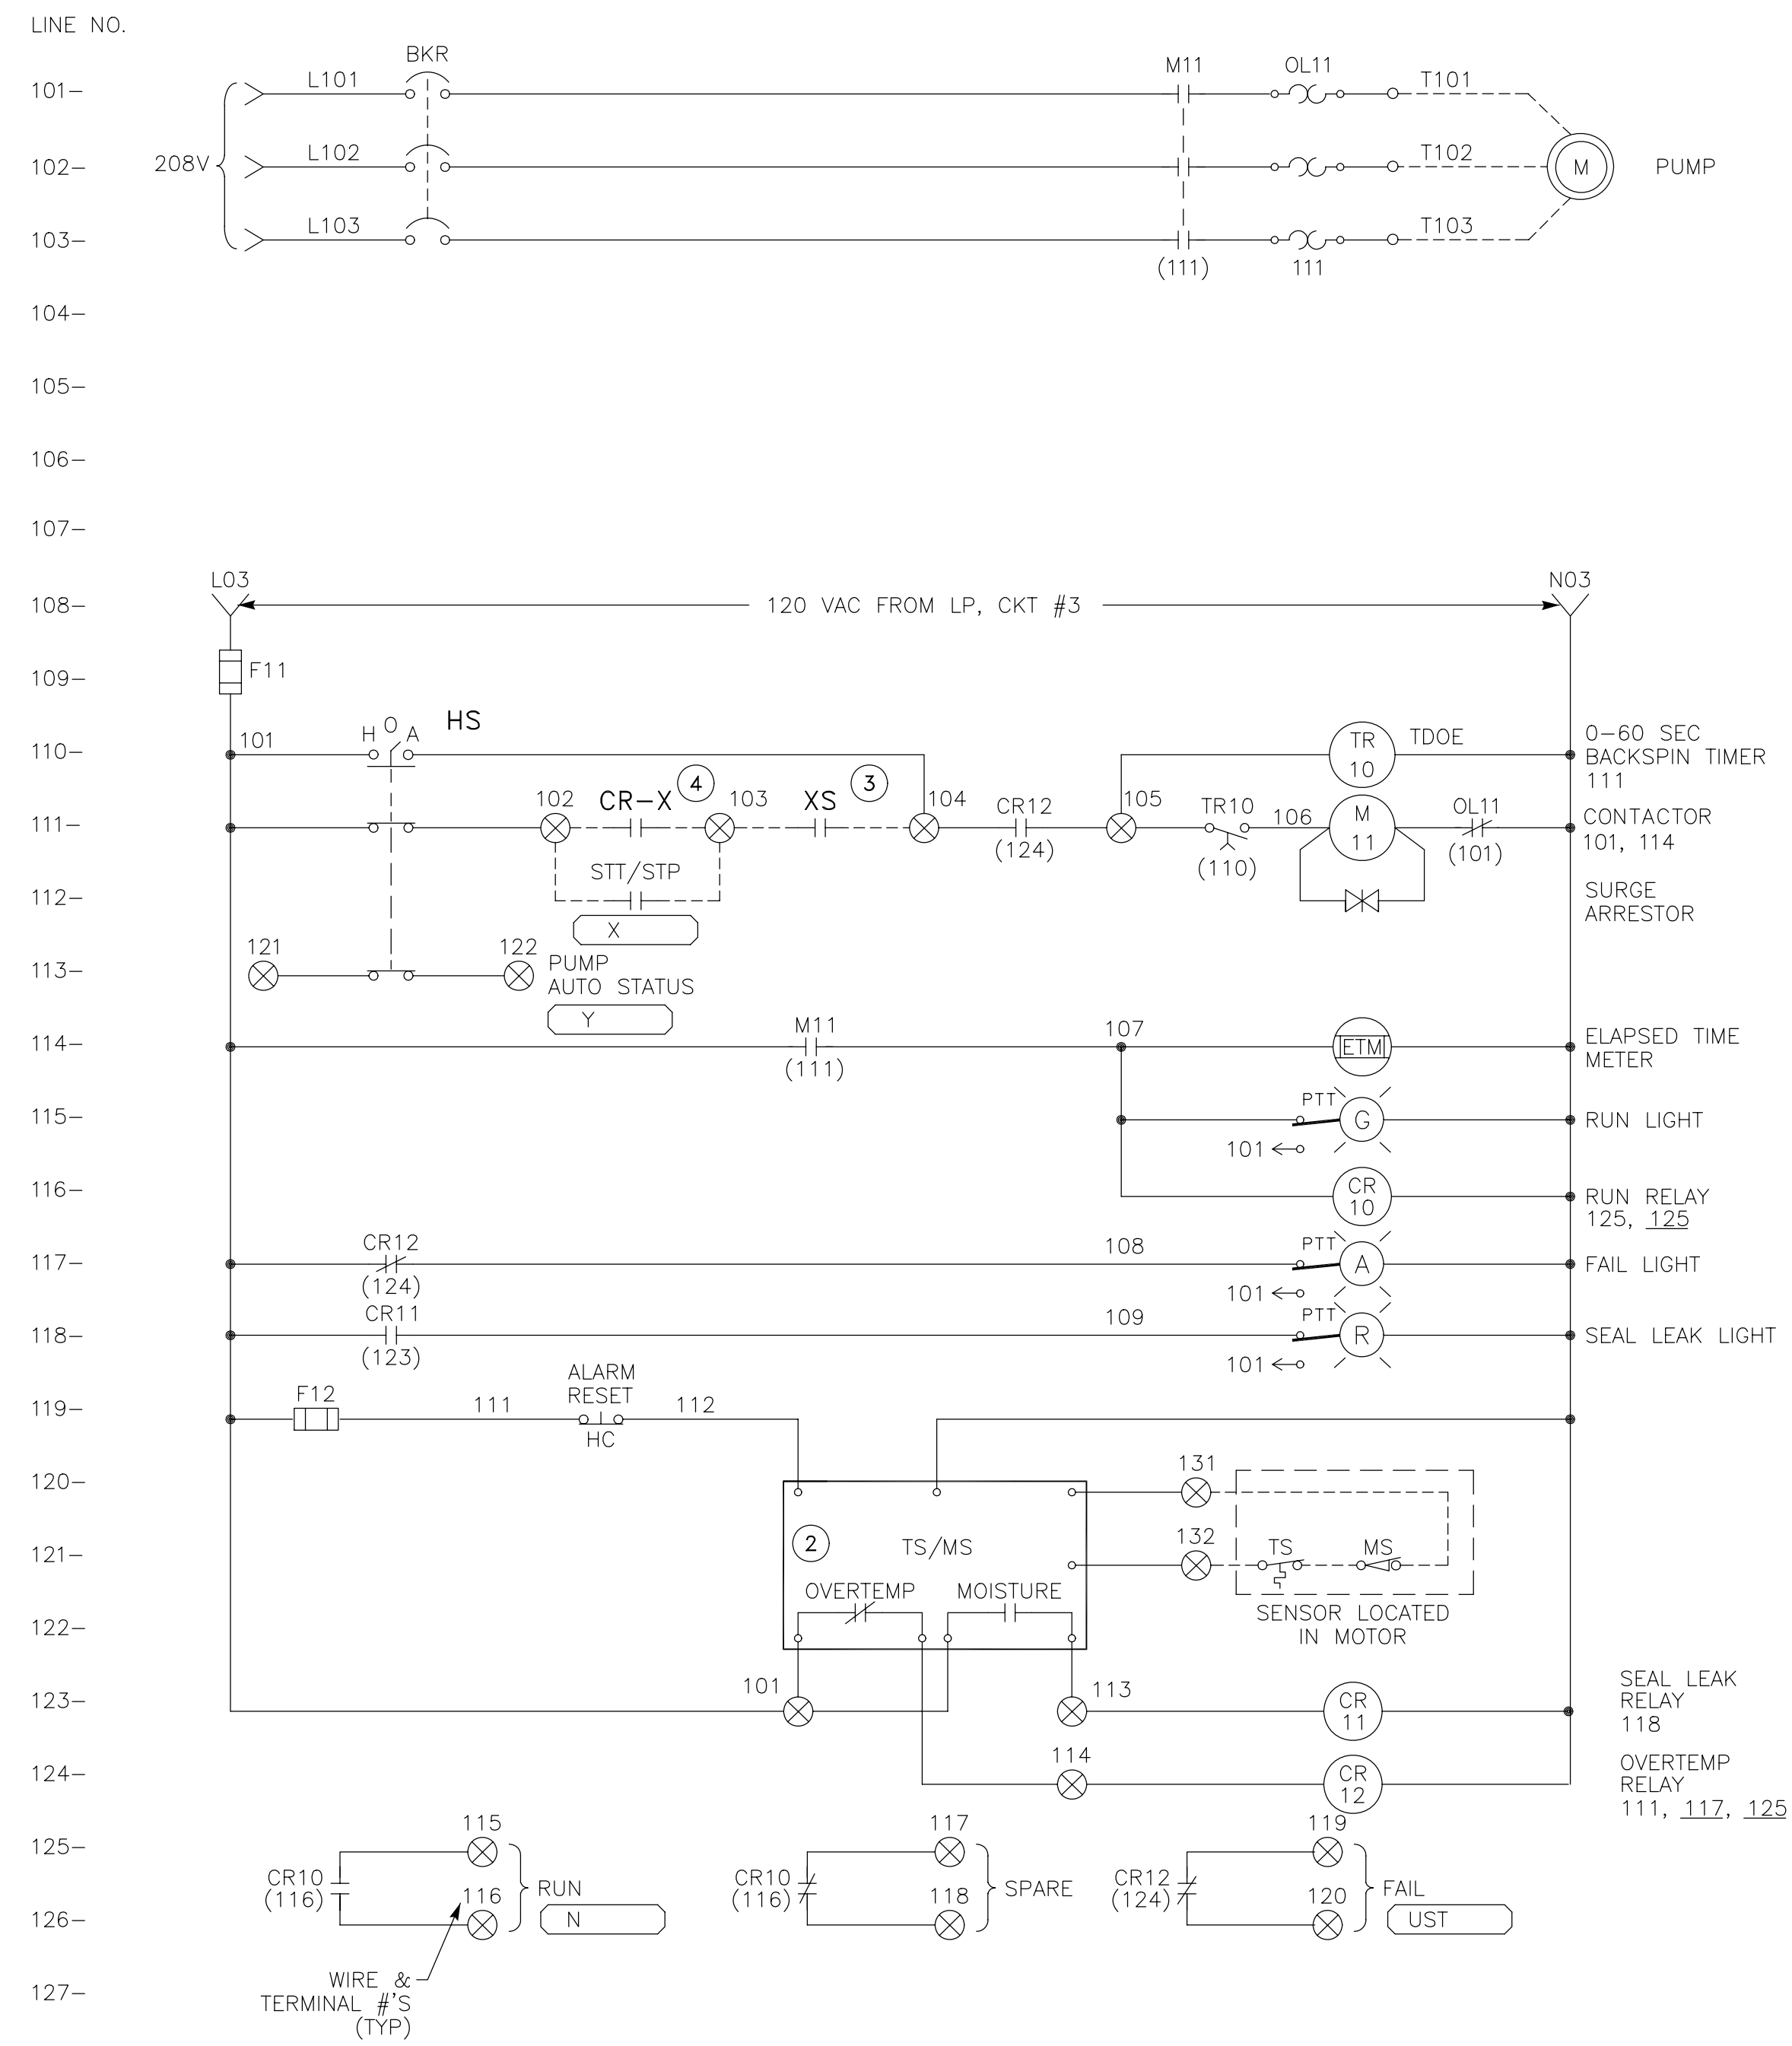 LINE NO.
BKR
M11
OL11
101-
L101
T101
102-
208V
L102
T102
M
PUMP
103-
L103
T103
(111)
111
104-
105-
106-
107-
L03
N03
108-
120 VAC FROM LP, CKT #3
109-
F11
110-
101
H
O
A
HS
TR
10
TDOE
0-60 SEC
BACKSPIN TIMER
111
111-
102
CR-X
4
103
XS
3
104
CR12
(124)
105
TR10
(110)
106
M
11
OL11
(101)
CONTACTOR
101, 114
112-
STT/STP
X
SURGE
ARRESTOR
113-
121
122
PUMP
AUTO STATUS
Y
114-
M11
(111)
107
ETM
ELAPSED TIME
METER
115-
PTT
G
101
RUN LIGHT
116-
CR
10
RUN RELAY
125, 125
117-
CR12
(124)
108
PTT
A
101
FAIL LIGHT
118-
CR11
(123)
109
PTT
R
101
SEAL LEAK LIGHT
119-
F12
111
ALARM
RESET
HC
112
120-
131
121-
2
TS/MS
132
TS
MS
OVERTEMP
MOISTURE
122-
SENSOR LOCATED
IN MOTOR
123-
101
113
CR
11
SEAL LEAK
RELAY
118
124-
114
CR
12
OVERTEMP
RELAY
111, 117, 125
125-
115
117
119
CR10
(116)
116
RUN
CR10
(116)
118
SPARE
CR12
(124)
120
FAIL
126-
N
UST
127-
WIRE &
TERMINAL #'S
(TYP)